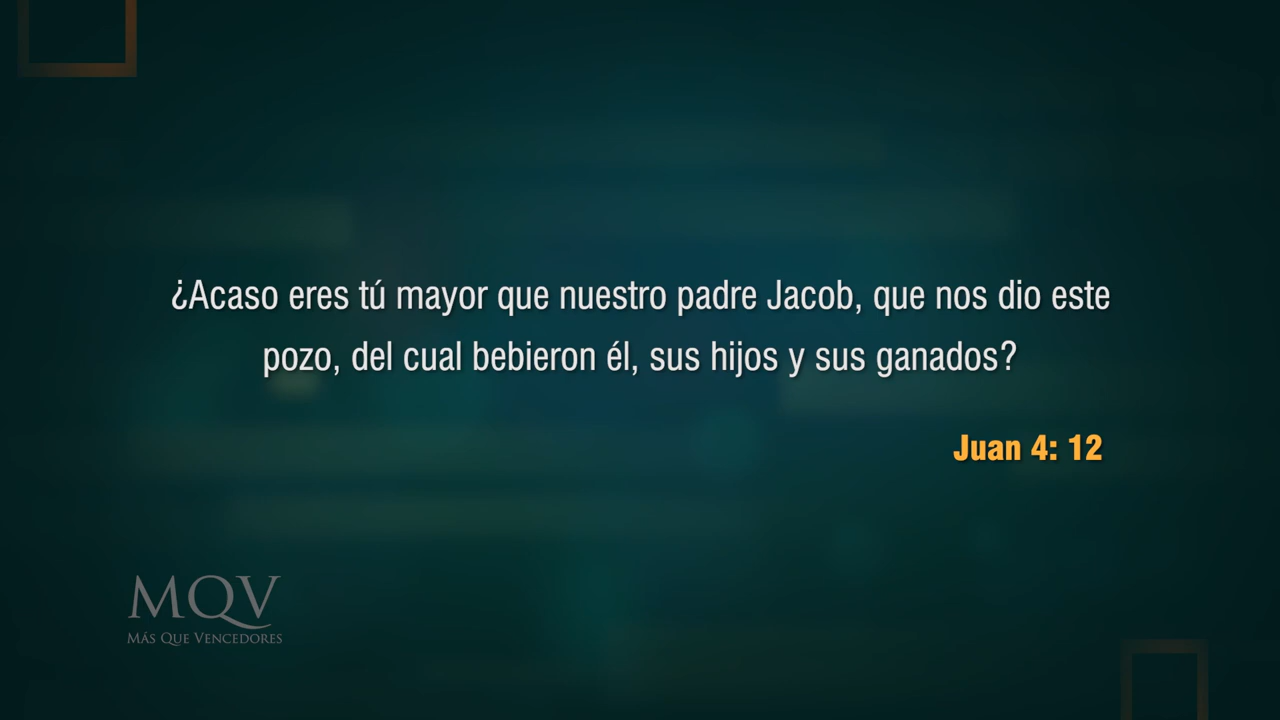 ¿Acaso eres tú mayor que nuestro padre Jacob, que nos dio este
pozo, del cual bebieron él, sus hijos y sus ganados?
Juan 4: 12
MQV
MÁS QUE VENCEDORES